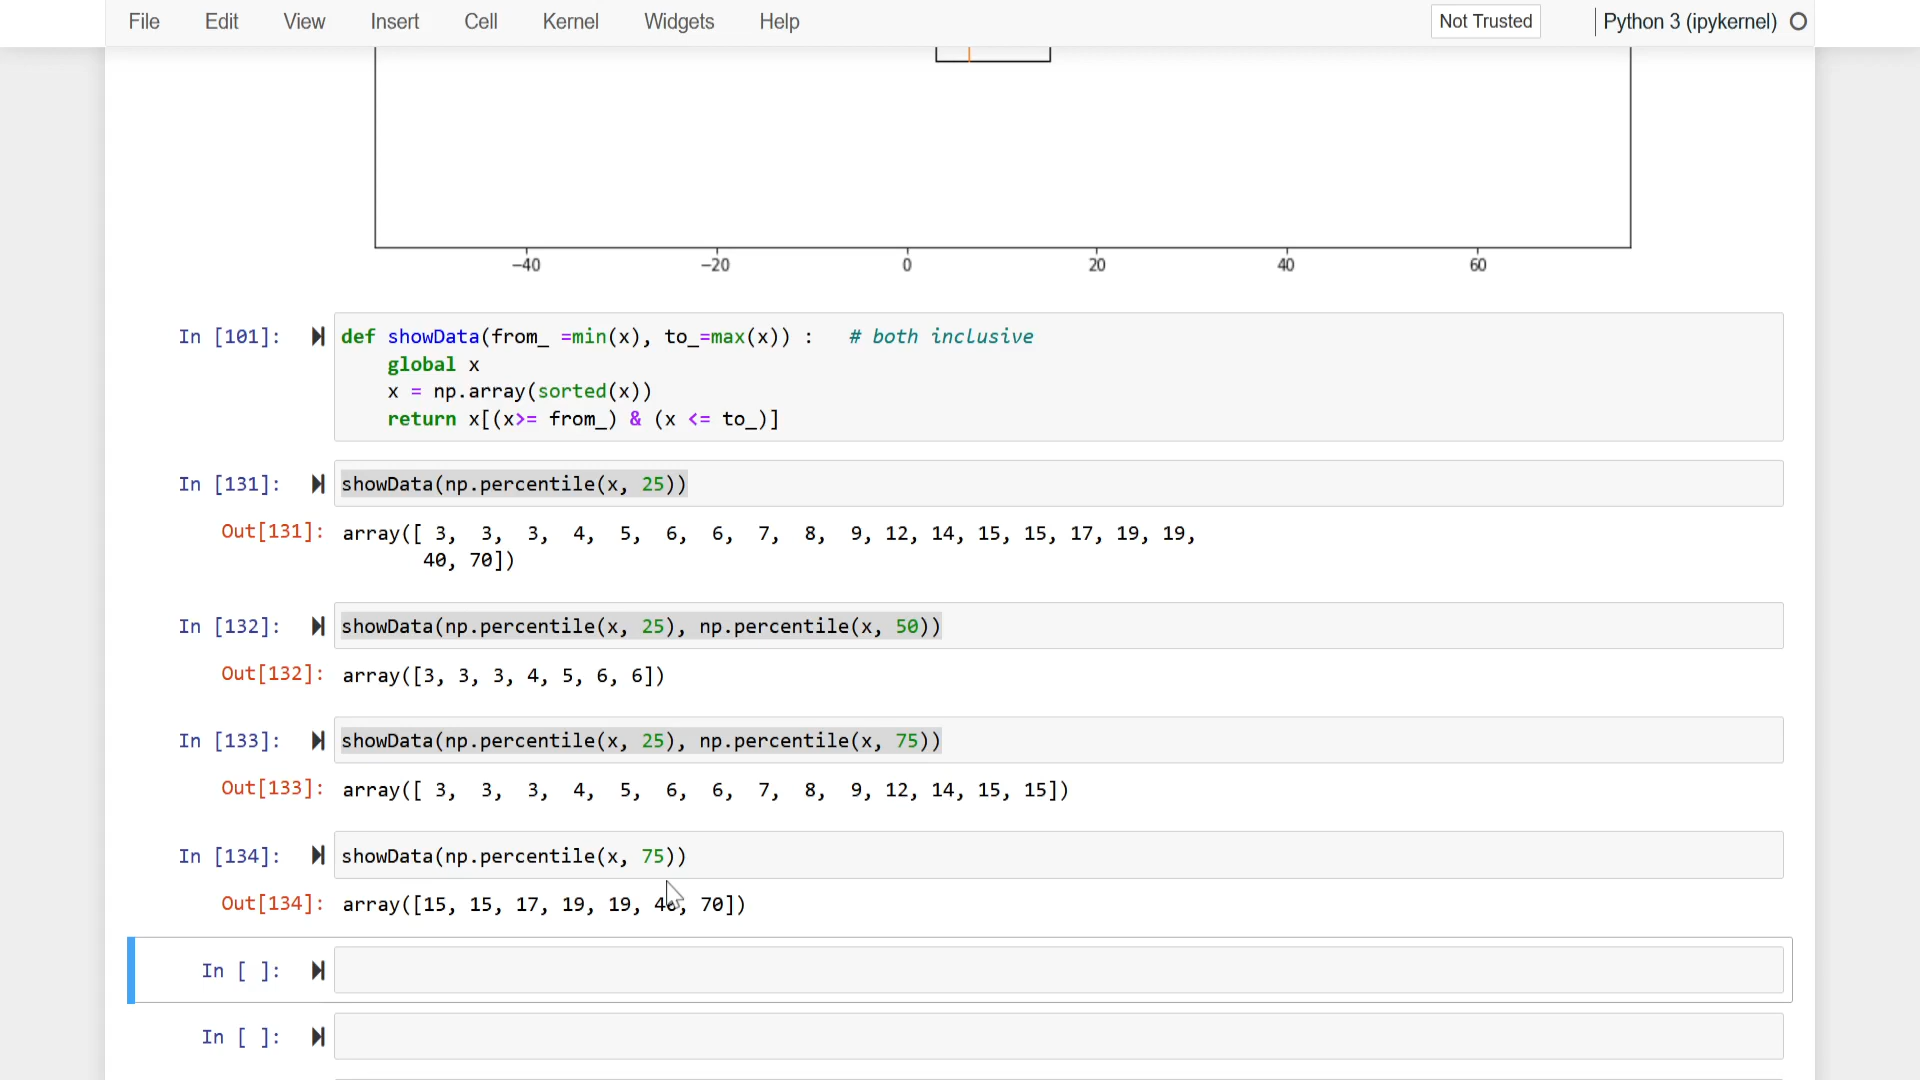 File Edit View Insert Cell Kernel Widgets Help Not Trusted Python 3 (ipykernel)
−40 −20 0 20 40 60
In [101]: def showData(from_ =min(x), to_=max(x)) :   # both inclusive
global x
x = np.array(sorted(x))
return x[(x>= from_) & (x <= to_)]
In [131]: showData(np.percentile(x, 25))
Out[131]: array([ 3,  3,  3,  4,  5,  6,  6,  7,  8,  9, 12, 14, 15, 15, 17, 19, 19,
40, 70])
In [132]: showData(np.percentile(x, 25), np.percentile(x, 50))
Out[132]: array([3, 3, 3, 4, 5, 6, 6])
In [133]: showData(np.percentile(x, 25), np.percentile(x, 75))
Out[133]: array([ 3,  3,  3,  4,  5,  6,  6,  7,  8,  9, 12, 14, 15, 15])
In [134]: showData(np.percentile(x, 75))
Out[134]: array([15, 15, 17, 19, 19, 40, 70])
In [ ]:
In [ ]: